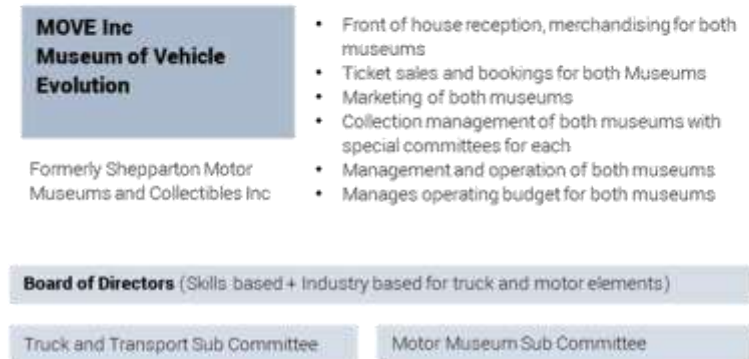 MOVE Inc
Museum of Vehicle
Evolution
Formerly Shepparton Motor
Museums and Collectibles Inc
• Front of house reception, merchandising for both
museums
• Ticket sales and bookings for both Museums
• Marketing of both museums
• Collection management of both museums with
special committees for each
• Management and operation of both museums
• Manages operating budget for both museums
Board of Directors (Skills based + Industry based for truck and motor elements)
Truck and Transport Sub Committee
Motor Museum Sub Committee